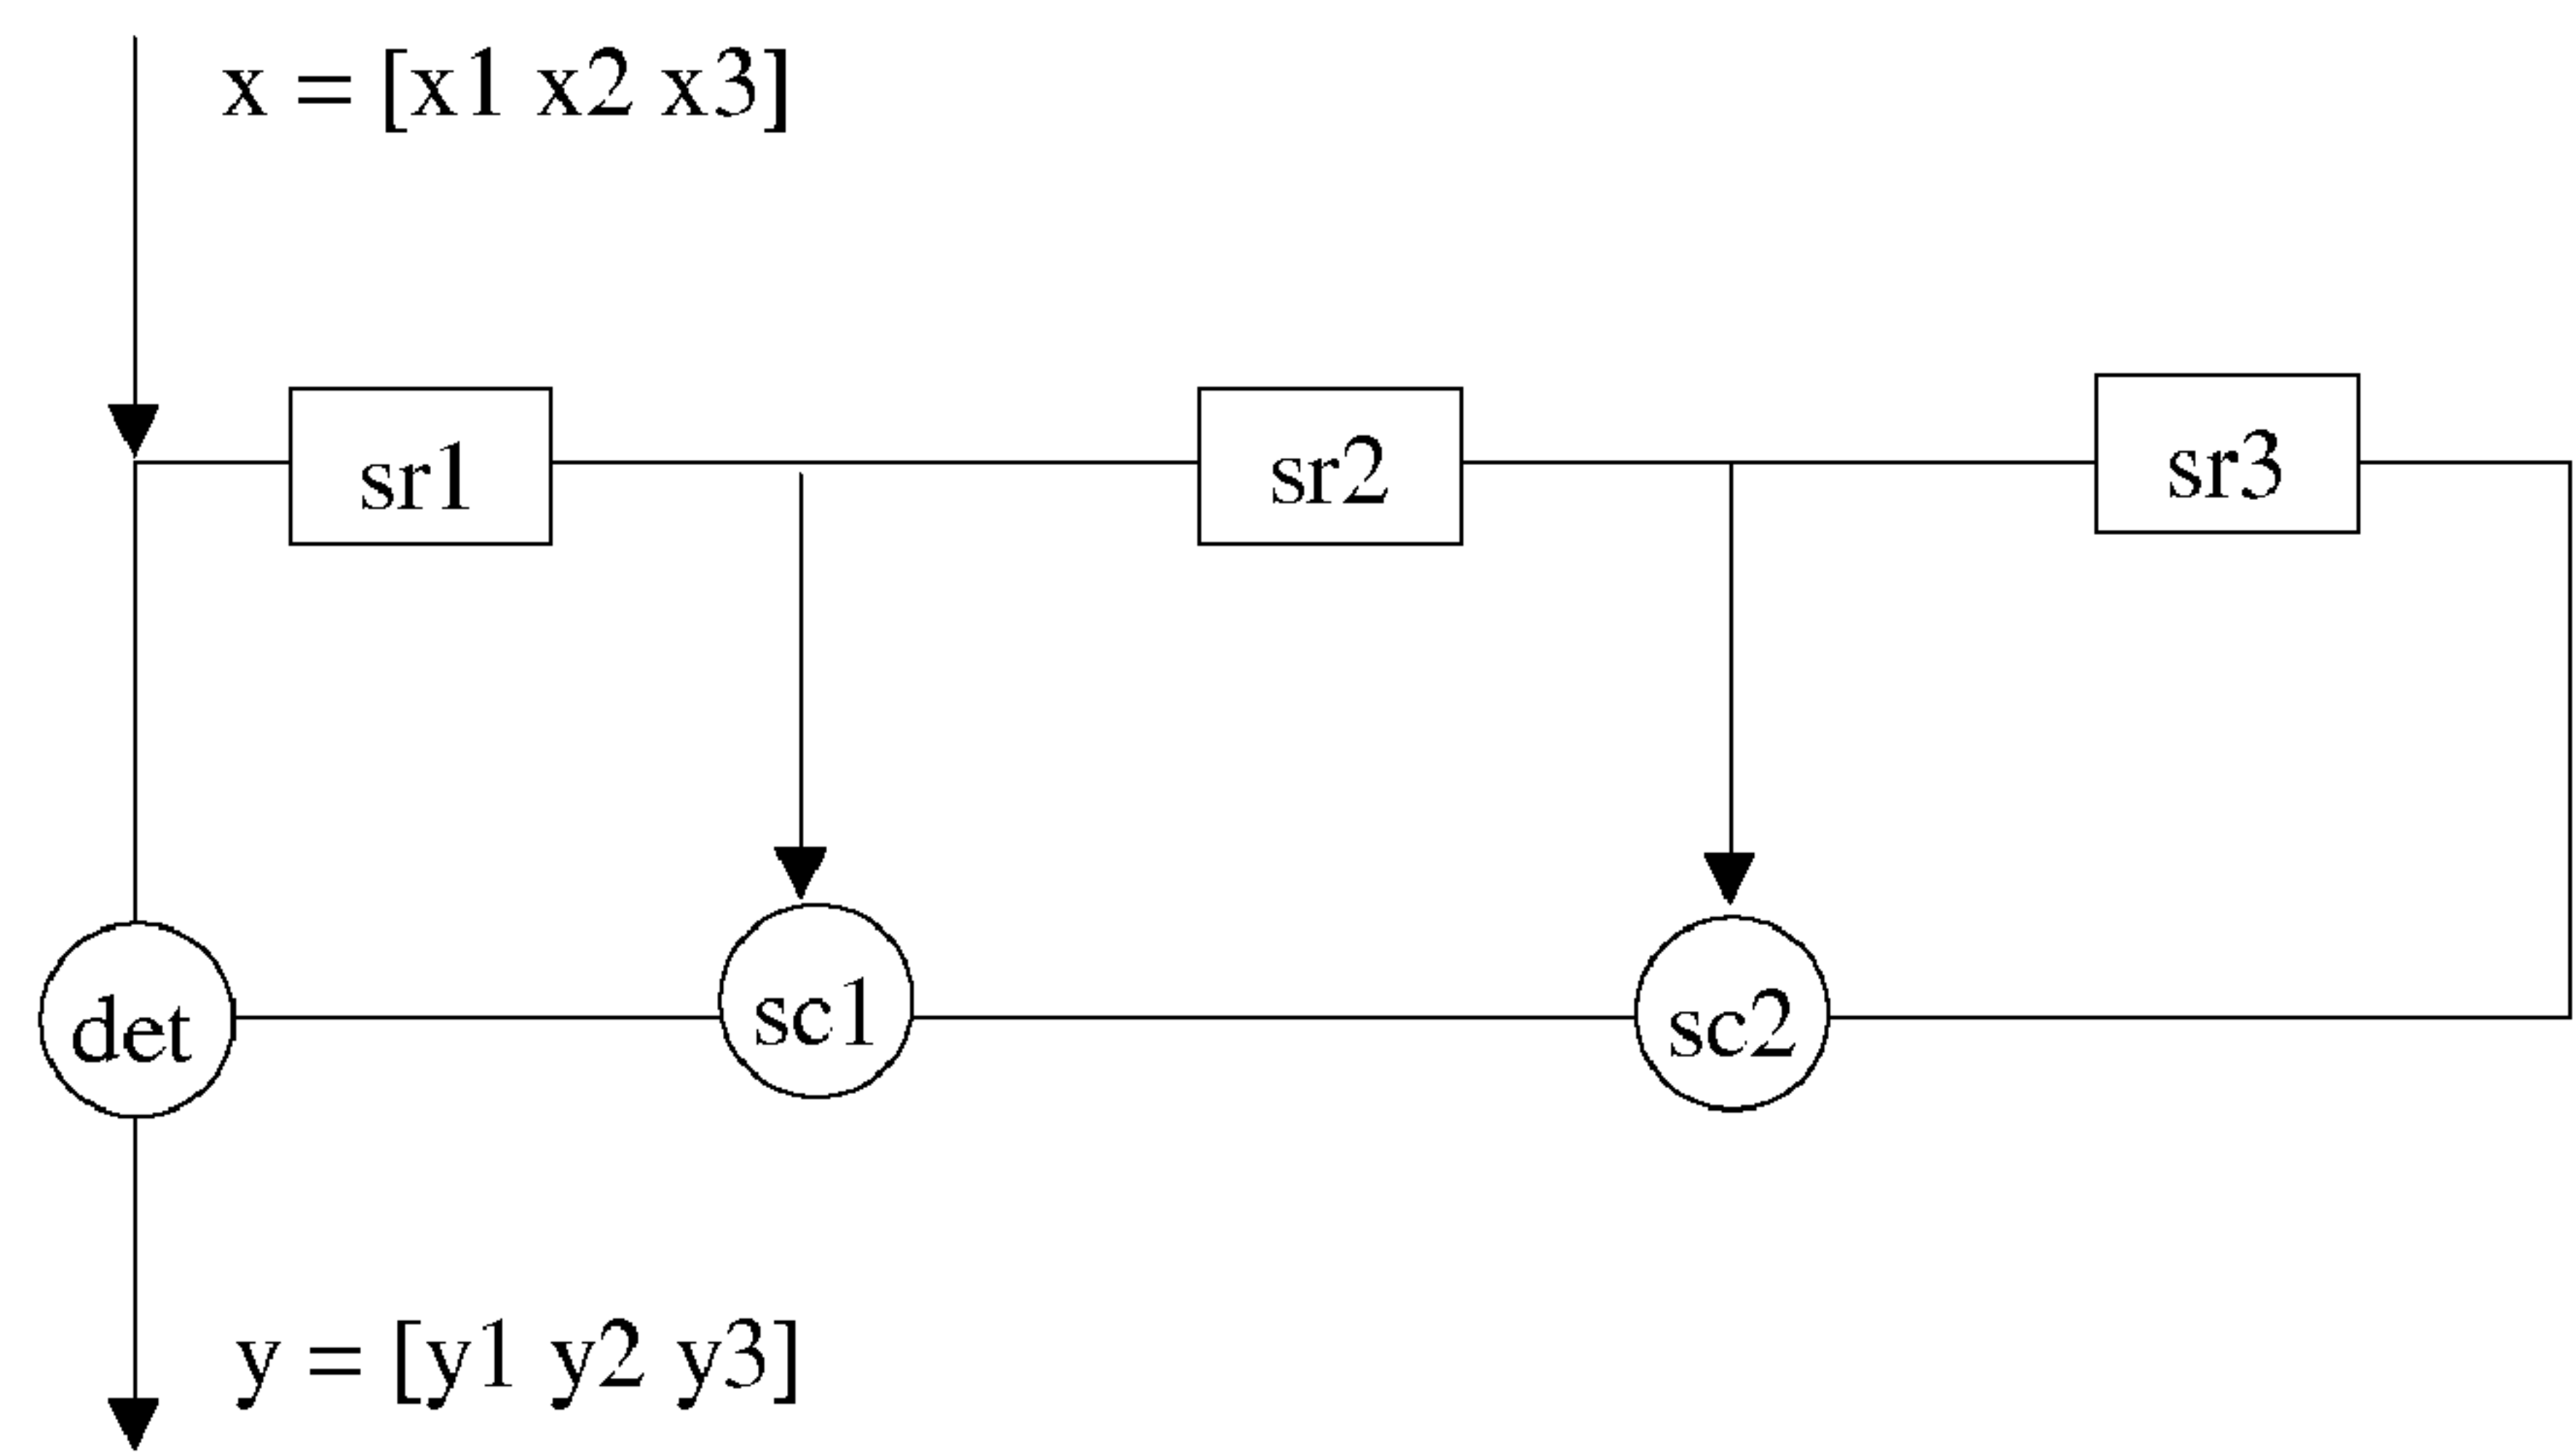 x = [x1 x2 x3]
sr1
sr2
sr3
det
sc1
sc2
y = [y1 y2 y3]